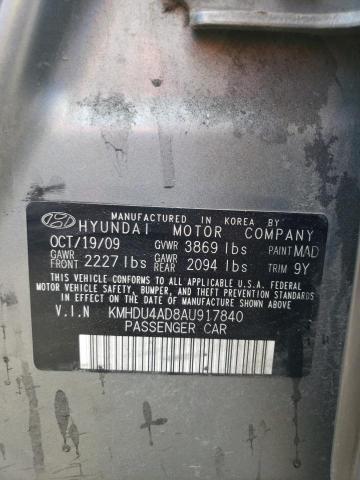 MANUFACTURED IN KOREA BY
HYUNDAI MOTOR COMPANY
OCT/19/09 GVWR 3869 lbs PAINT MAD
GAWR FRONT 2227 lbs GAWR REAR 2094 lbs TRIM 9Y
THIS VEHICLE CONFORMS TO ALL APPLICABLE U.S.A. FEDERAL
MOTOR VEHICLE SAFETY, BUMPER, AND THEFT PREVENTION
STANDARDS IN EFFECT ON THE DATE OF MANUFACTURE SHOWN
ABOVE.
V.I.N KMHDU4AD8AU917840
PASSENGER CAR